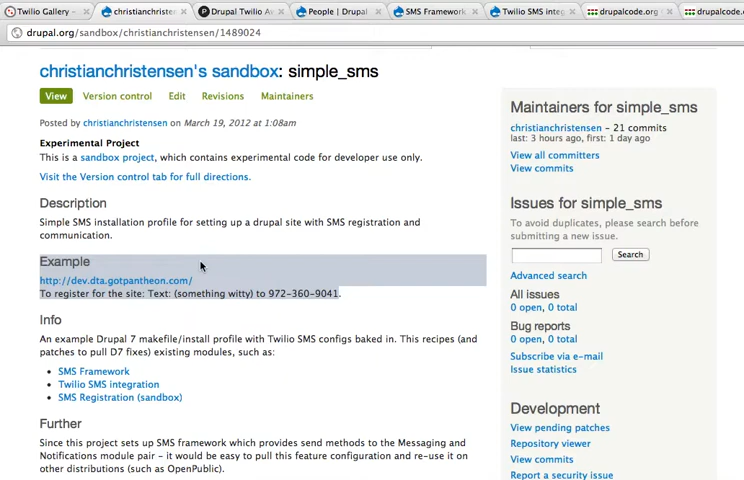 Twilio Gallery –
christianchristensen
Drupal Twilio Aw
People | Drupal
SMS Framework
Twilio SMS integ
drupalcode.org
drupalcode.
drupal.org/sandbox/christianchristensen/1489024
christianchristensen's sandbox: simple_sms
View Version control Edit Revisions Maintainers
Posted by christianchristensen on March 19, 2012 at 1:08am
Experimental Project
This is a sandbox project, which contains experimental code for developer use only.
Visit the Version control tab for full directions.
Description
Simple SMS installation profile for setting up a drupal site with SMS registration and
communication.
Example
http://dev.dta.gotpantheon.com/
To register for the site: Text: (something witty) to 972-360-9041.
Info
An example Drupal 7 makefile/install profile with Twilio SMS configs baked in. This recipes (and
patches to pull D7 fixes) existing modules, such as:
• SMS Framework
• Twilio SMS integration
• SMS Registration (sandbox)
Further
Since this project sets up SMS framework which provides send methods to the Messaging and
Notifications module pair – it would be easy to pull this feature configuration and re-use it on
other distributions (such as OpenPublic).
Maintainers for simple_sms
christianchristensen – 21 commits
last: 3 hours ago, first: 1 day ago
View all committers
View commits
Issues for simple_sms
To avoid duplicates, please search before
submitting a new issue.
Search
Advanced search
All issues
0 open, 0 total
Bug reports
0 open, 0 total
Subscribe via e-mail
Issue statistics
Development
View pending patches
Repository viewer
View commits
Report a security issue